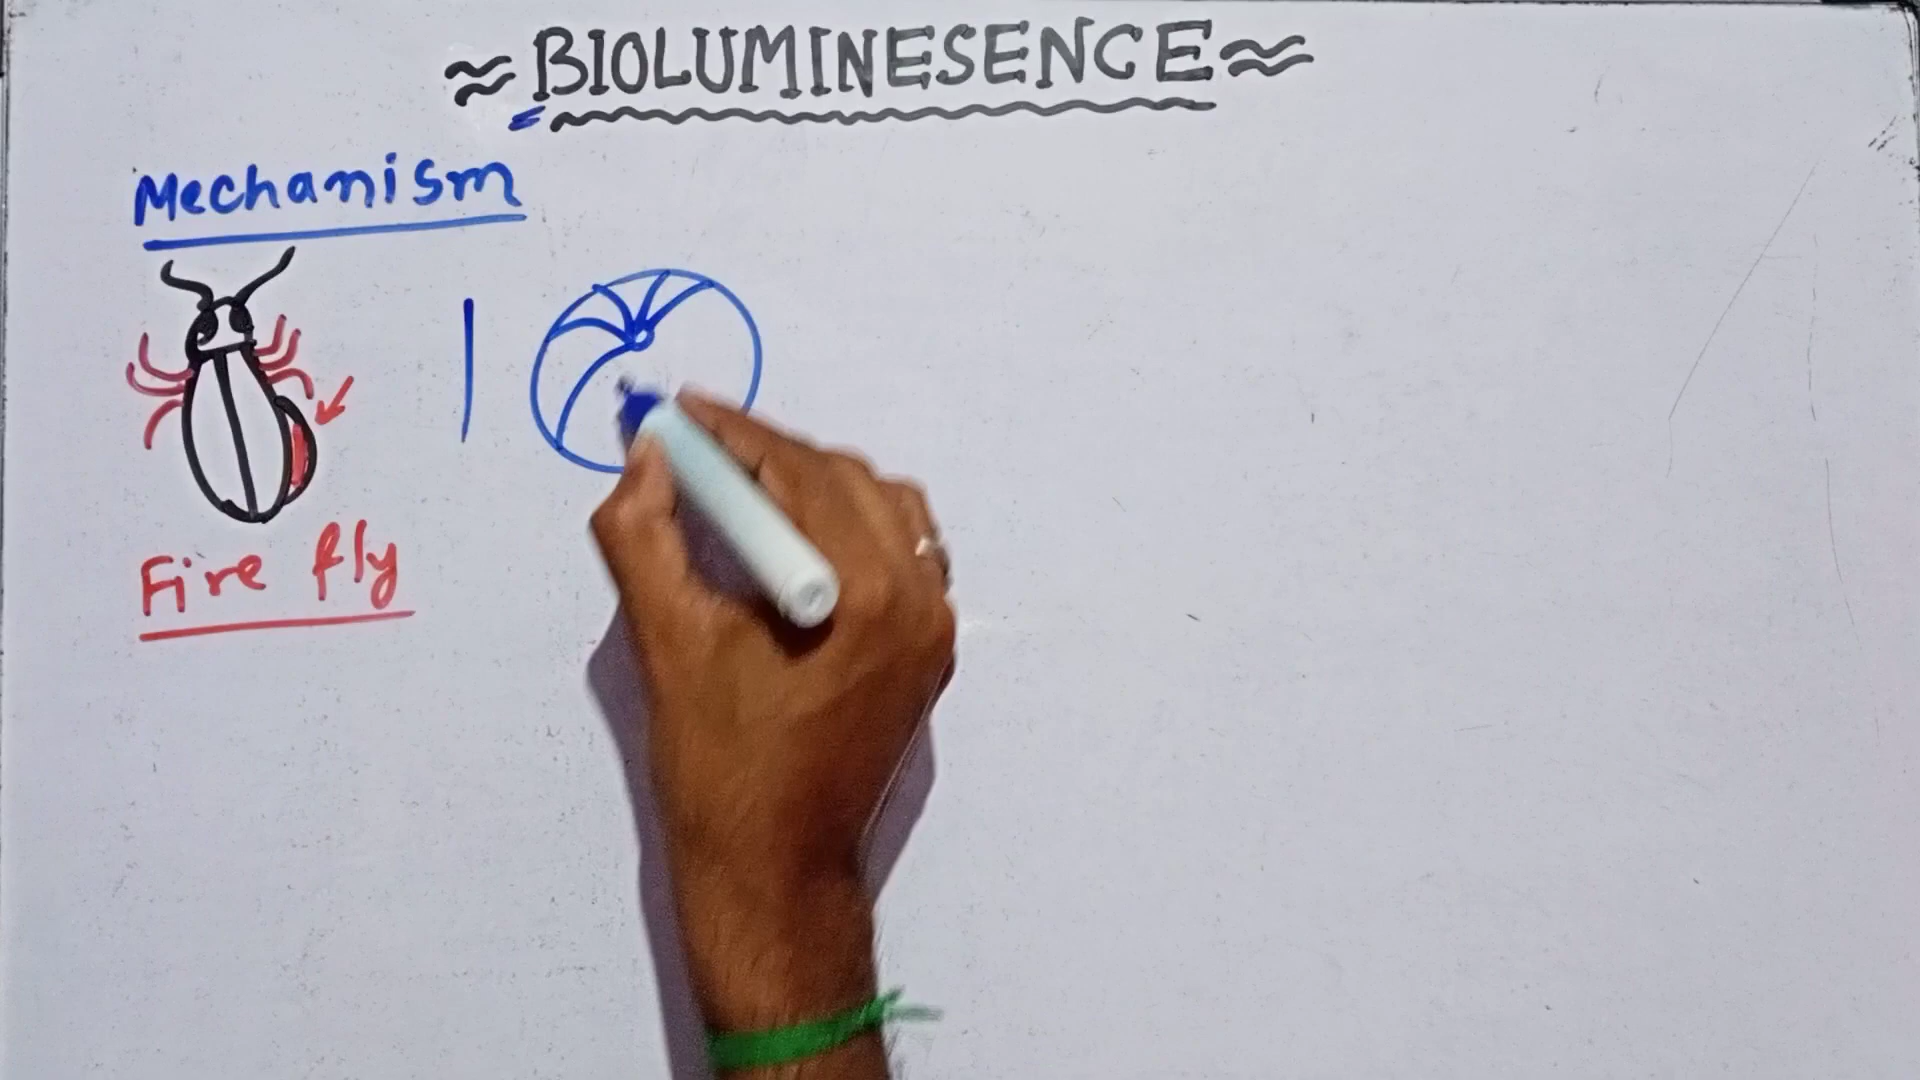 ≈ BIOLUMINESENCE ≈
Mechanism
Fire fly